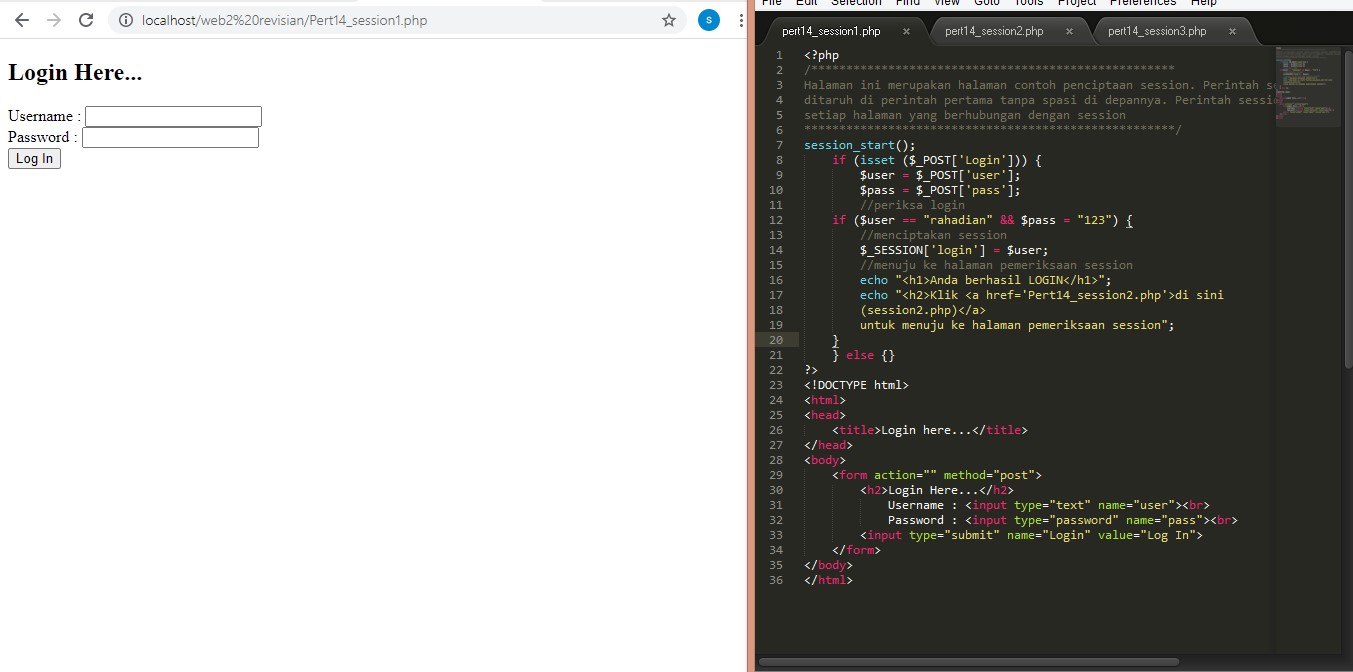 localhost/web2%20revisian/Pert14_session1.php
S
Login Here...
Username :
Password :
Log In
File Edit Selection Find View Goto Tools Project Preferences Help
pert14_session1.php × pert14_session2.php × pert14_session3.php ×
1 <?php
2 /****************************************************
3 Halaman ini merupakan halaman contoh penciptaan session. Perintah
4 ditaruh di perintah pertama tanpa spasi di depannya. Perintah sessio
5 setiap halaman yang berhubungan dengan session
6 *****************************************************/
7 session_start();
8 if (isset ($_POST['Login'])) {
9 $user = $_POST['user'];
10 $pass = $_POST['pass'];
11 //periksa login
12 if ($user == "rahadian" && $pass = "123") {
13 //menciptakan session
14 $_SESSION['login'] = $user;
15 //menuju ke halaman pemeriksaan session
16 echo "<h1>Anda berhasil LOGIN</h1>";
17 echo "<h2>Klik <a href='Pert14_session2.php'>di sini
18 (session2.php)</a>
19 untuk menuju ke halaman pemeriksaan session";
20 }
21 } else {}
22 ?>
23 <!DOCTYPE html>
24 <html>
25 <head>
26 <title>Login here...</title>
27 </head>
28 <body>
29 <form action="" method="post">
30 <h2>Login Here...</h2>
31 Username : <input type="text" name="user"><br>
32 Password : <input type="password" name="pass"><br>
33 <input type="submit" name="Login" value="Log In">
34 </form>
35 </body>
36 </html>